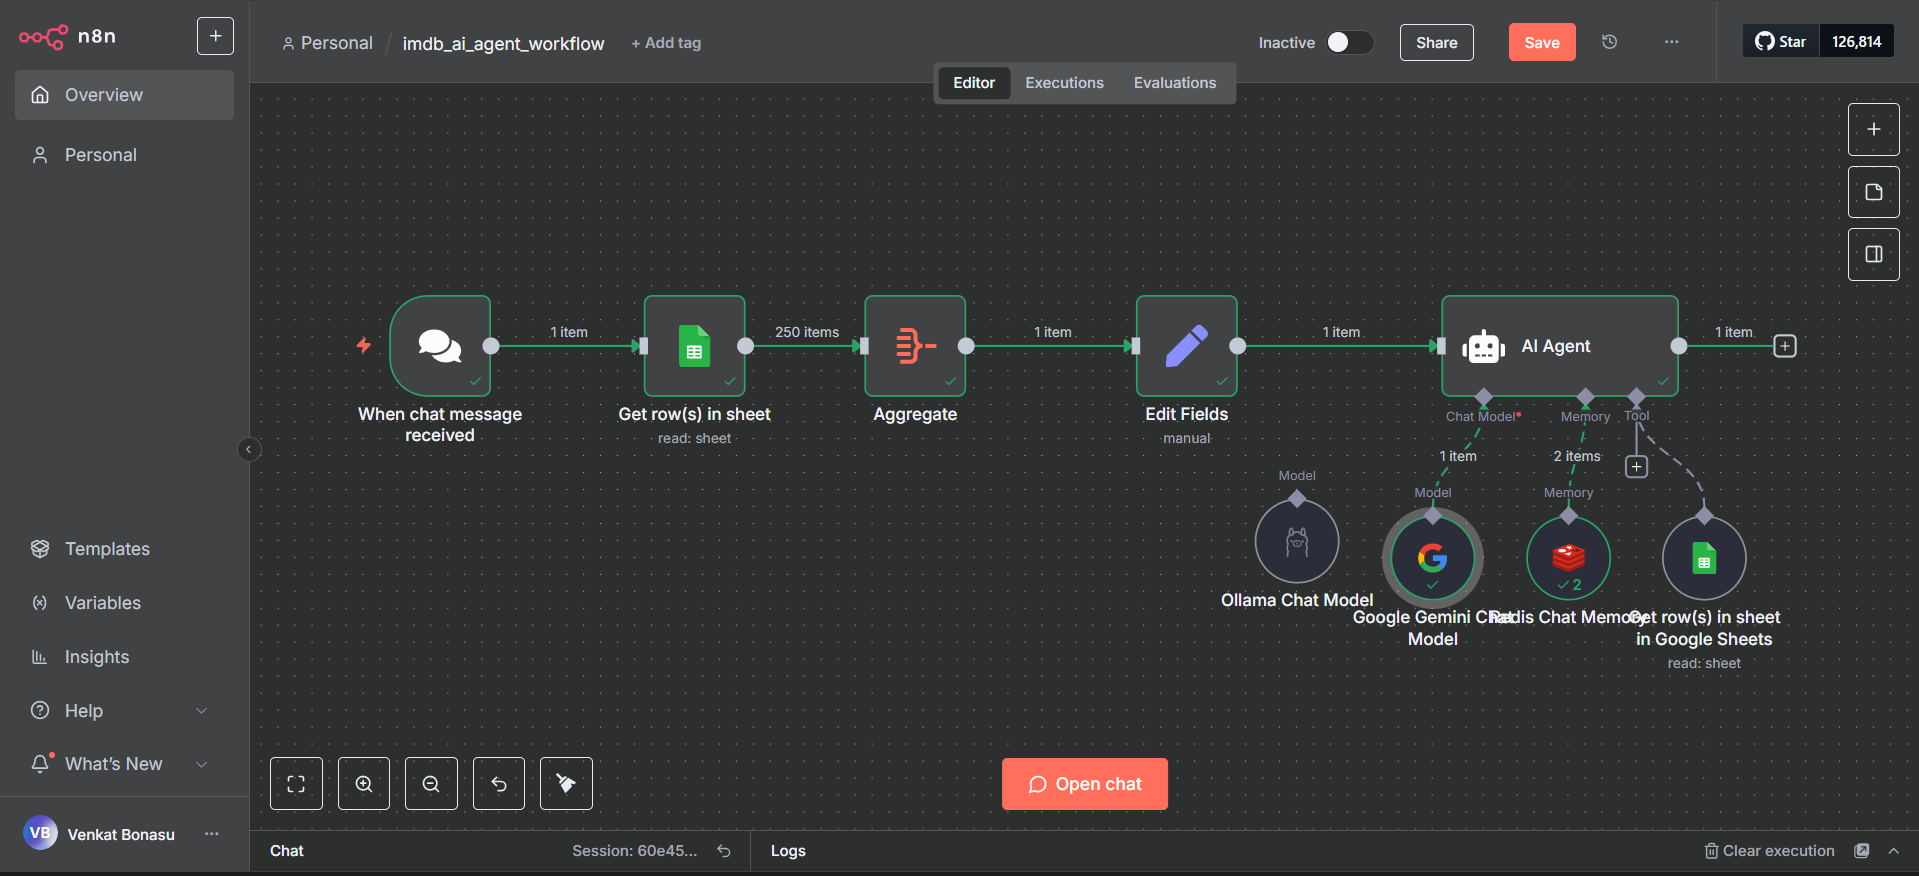 n8n
Personal / imdb_ai_agent_workflow + Add tag
Inactive
Share
Save
Star 126,814
Editor Executions Evaluations
Overview
Personal
1 item
250 items
1 item
1 item
AI Agent
1 item
When chat message
received
Get row(s) in sheet
read: sheet
Aggregate
Edit Fields
manual
Chat Model*
Memory
Tool
1 item
2 items
Model
Model
Memory
2
Ollama Chat Model
Google Gemini Chat
Model
Redis Chat Memory
Get row(s) in sheet
in Google Sheets
read: sheet
Templates
Variables
Insights
Help
What's New
VB Venkat Bonasu
Open chat
Chat
Session: 60e45...
Logs
Clear execution